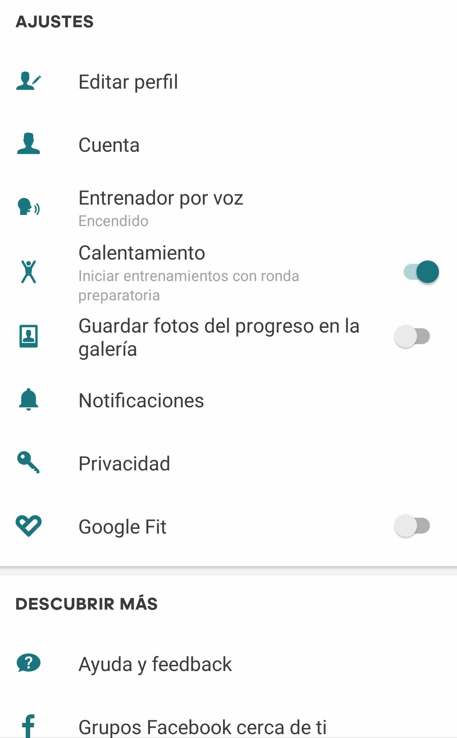 AJUSTES
Editar perfil
Cuenta
Entrenador por voz
Encendido
Calentamiento
Iniciar entrenamientos con ronda
preparatoria
Guardar fotos del progreso en la
galería
Notificaciones
Privacidad
Google Fit
DESCUBRIR MÁS
Ayuda y feedback
Grupos Facebook cerca de ti